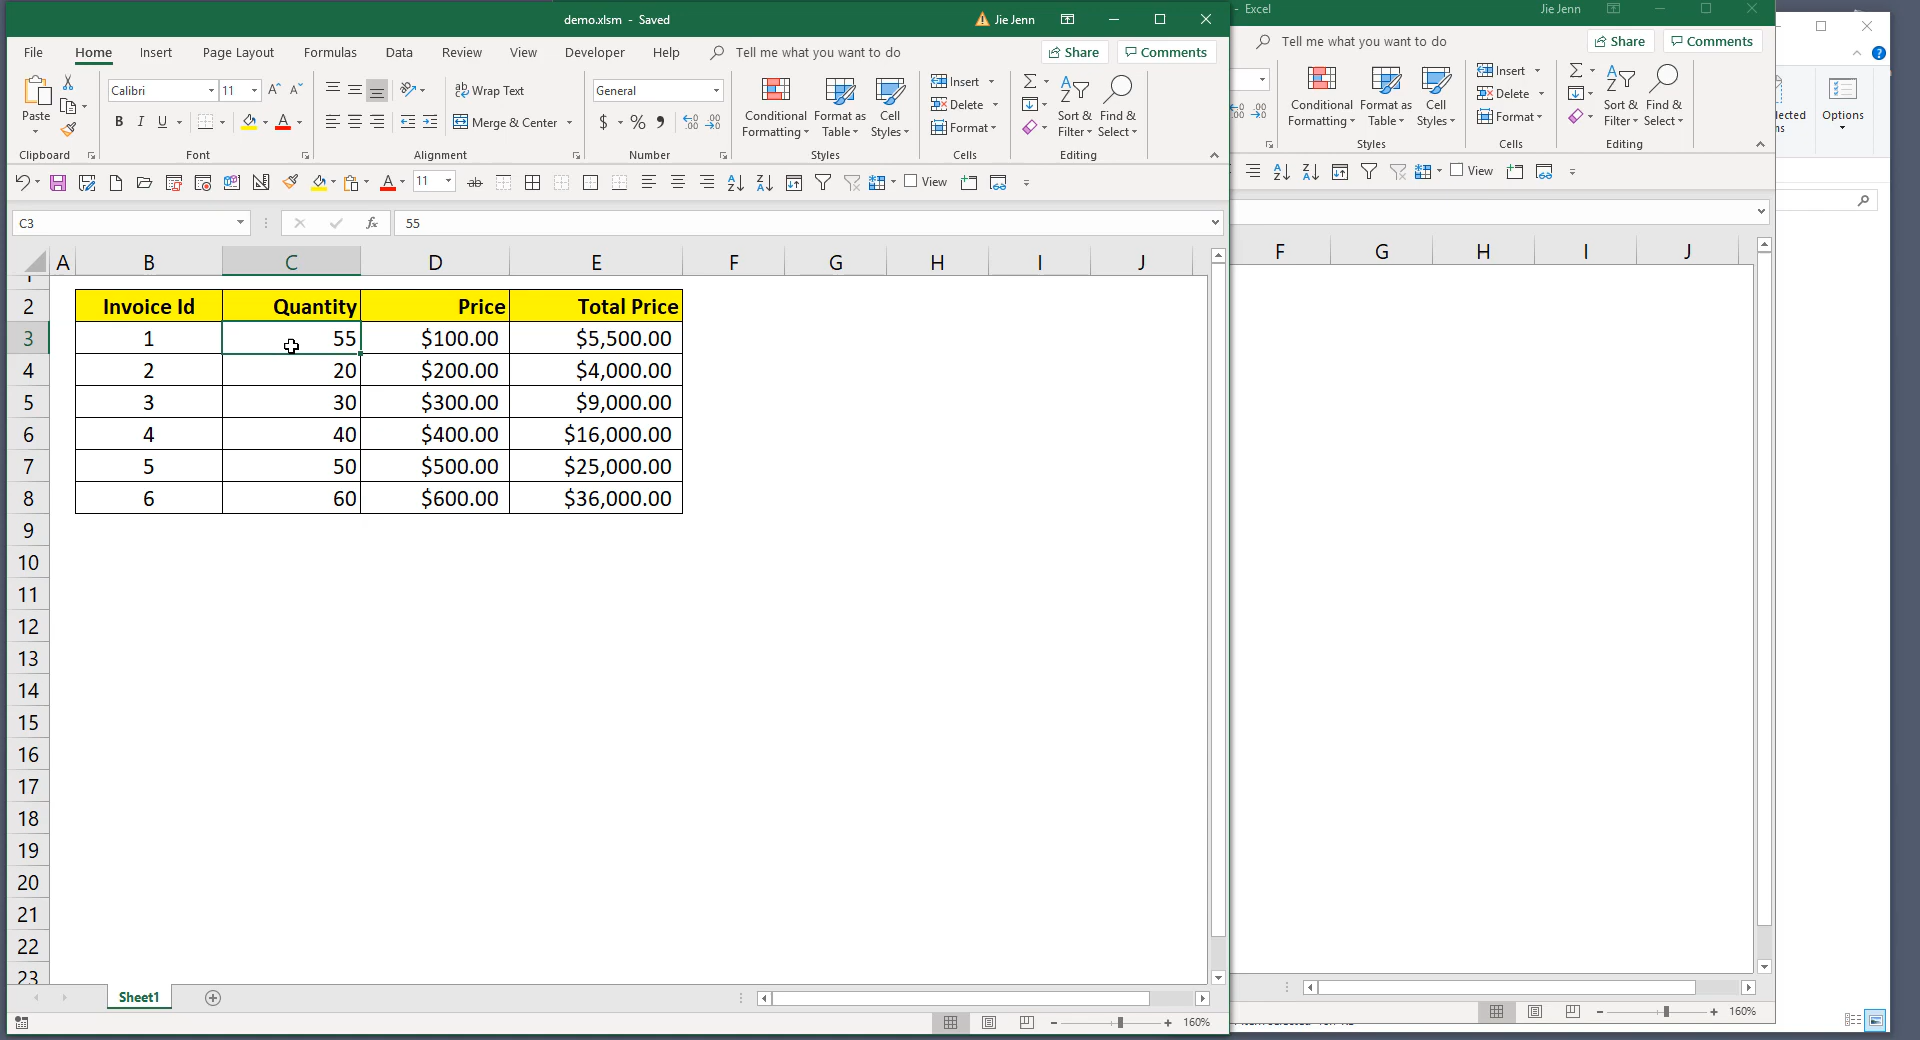 demo.xlsm - Saved
Jie Jenn
- Excel
Jie Jenn
File Home Insert Page Layout Formulas Data Review View Developer Help Tell me what you want to do Share Comments
Tell me what you want to do Share Comments
Paste
Calibri 11
B I U
Wrap Text
Merge & Center
General
$ %
Conditional Formatting
Format as Table
Cell Styles
Insert
Delete
Format
Sort & Filter
Find & Select
Clipboard Font Alignment Number Styles Cells Editing
Conditional Formatting
Format as Table
Cell Styles
Insert
Delete
Format
Sort & Filter
Find & Select
Styles Cells Editing
Options
11
ab
View
View
C3
fx
55
A B C D E F G H I J
F G H I J
2 Invoice Id Quantity Price Total Price
3 1 55 $100.00 $5,500.00
4 2 20 $200.00 $4,000.00
5 3 30 $300.00 $9,000.00
6 4 40 $400.00 $16,000.00
7 5 50 $500.00 $25,000.00
8 6 60 $600.00 $36,000.00
9
10
11
12
13
14
15
16
17
18
19
20
21
22
23
Sheet1
160%
160%